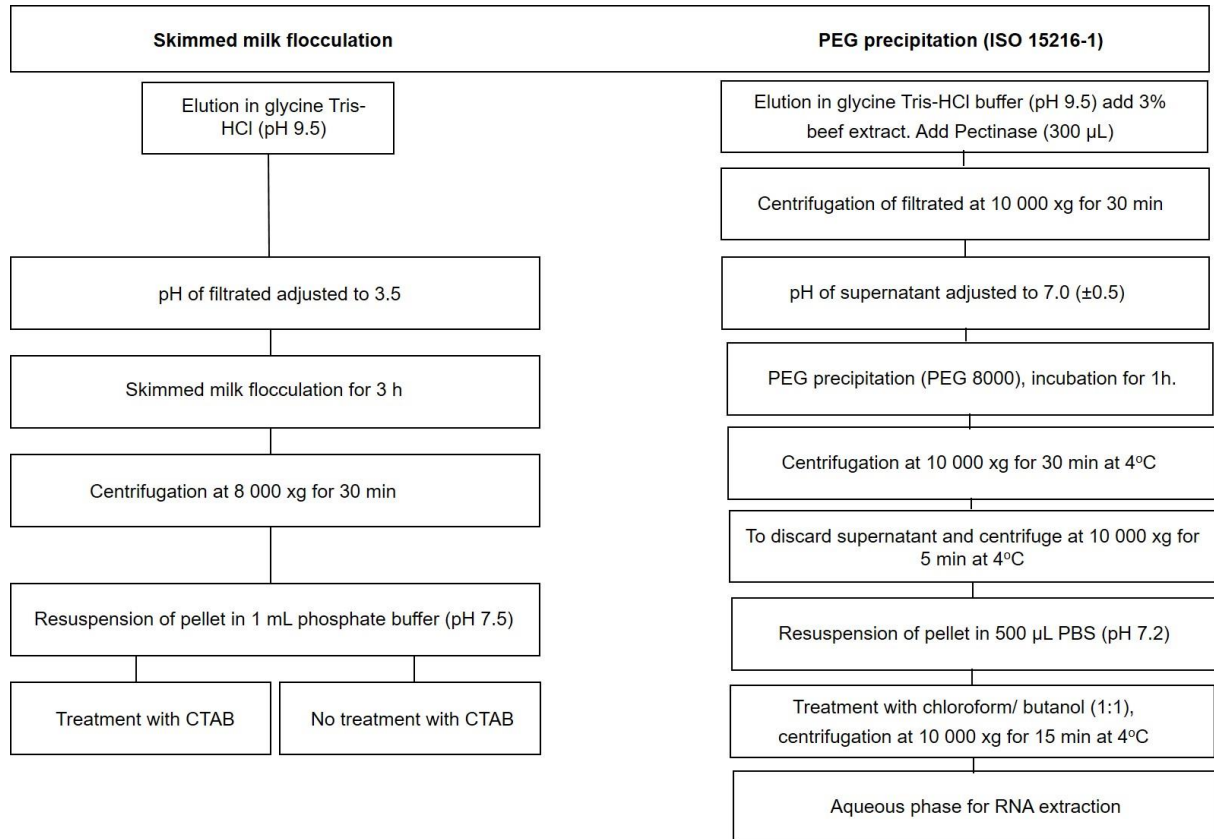 Skimmed milk flocculation
PEG precipitation (ISO 15216-1)
Elution in glycine Tris-
HCl (pH 9.5)
pH of filtrated adjusted to 3.5
Skimmed milk flocculation for 3 h
Centrifugation at 8 000 xg for 30 min
Resuspension of pellet in 1 mL phosphate buffer (pH 7.5)
Treatment with CTAB
No treatment with CTAB
Elution in glycine Tris-HCl buffer (pH 9.5) add 3%
beef extract. Add Pectinase (300 µL)
Centrifugation of filtrated at 10 000 xg for 30 min
pH of supernatant adjusted to 7.0 (±0.5)
PEG precipitation (PEG 8000), incubation for 1h.
Centrifugation at 10 000 xg for 30 min at 4ºC
To discard supernatant and centrifuge at 10 000 xg for
5 min at 4ºC
Resuspension of pellet in 500 µL PBS (pH 7.2)
Treatment with chloroform/ butanol (1:1),
centrifugation at 10 000 xg for 15 min at 4ºC
Aqueous phase for RNA extraction